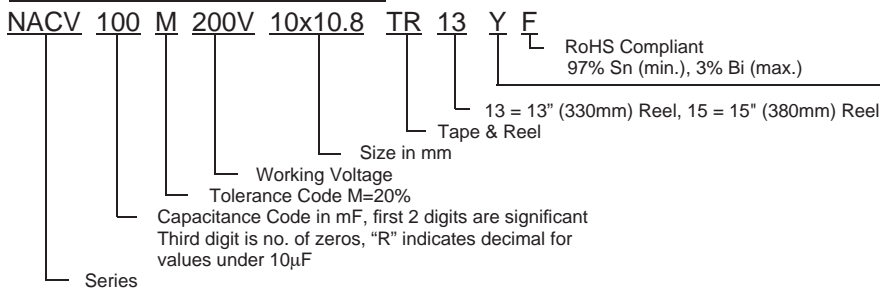 NACV 100 M 200V 10x10.8 TR 13 Y F
RoHS Compliant
97% Sn (min.), 3% Bi (max.)
13 = 13” (330mm) Reel, 15 = 15" (380mm) Reel
Tape & Reel
Size in mm
Working Voltage
Tolerance Code M=20%
Capacitance Code in mF, first 2 digits are significant
Third digit is no. of zeros, “R” indicates decimal for
values under 10µF
Series